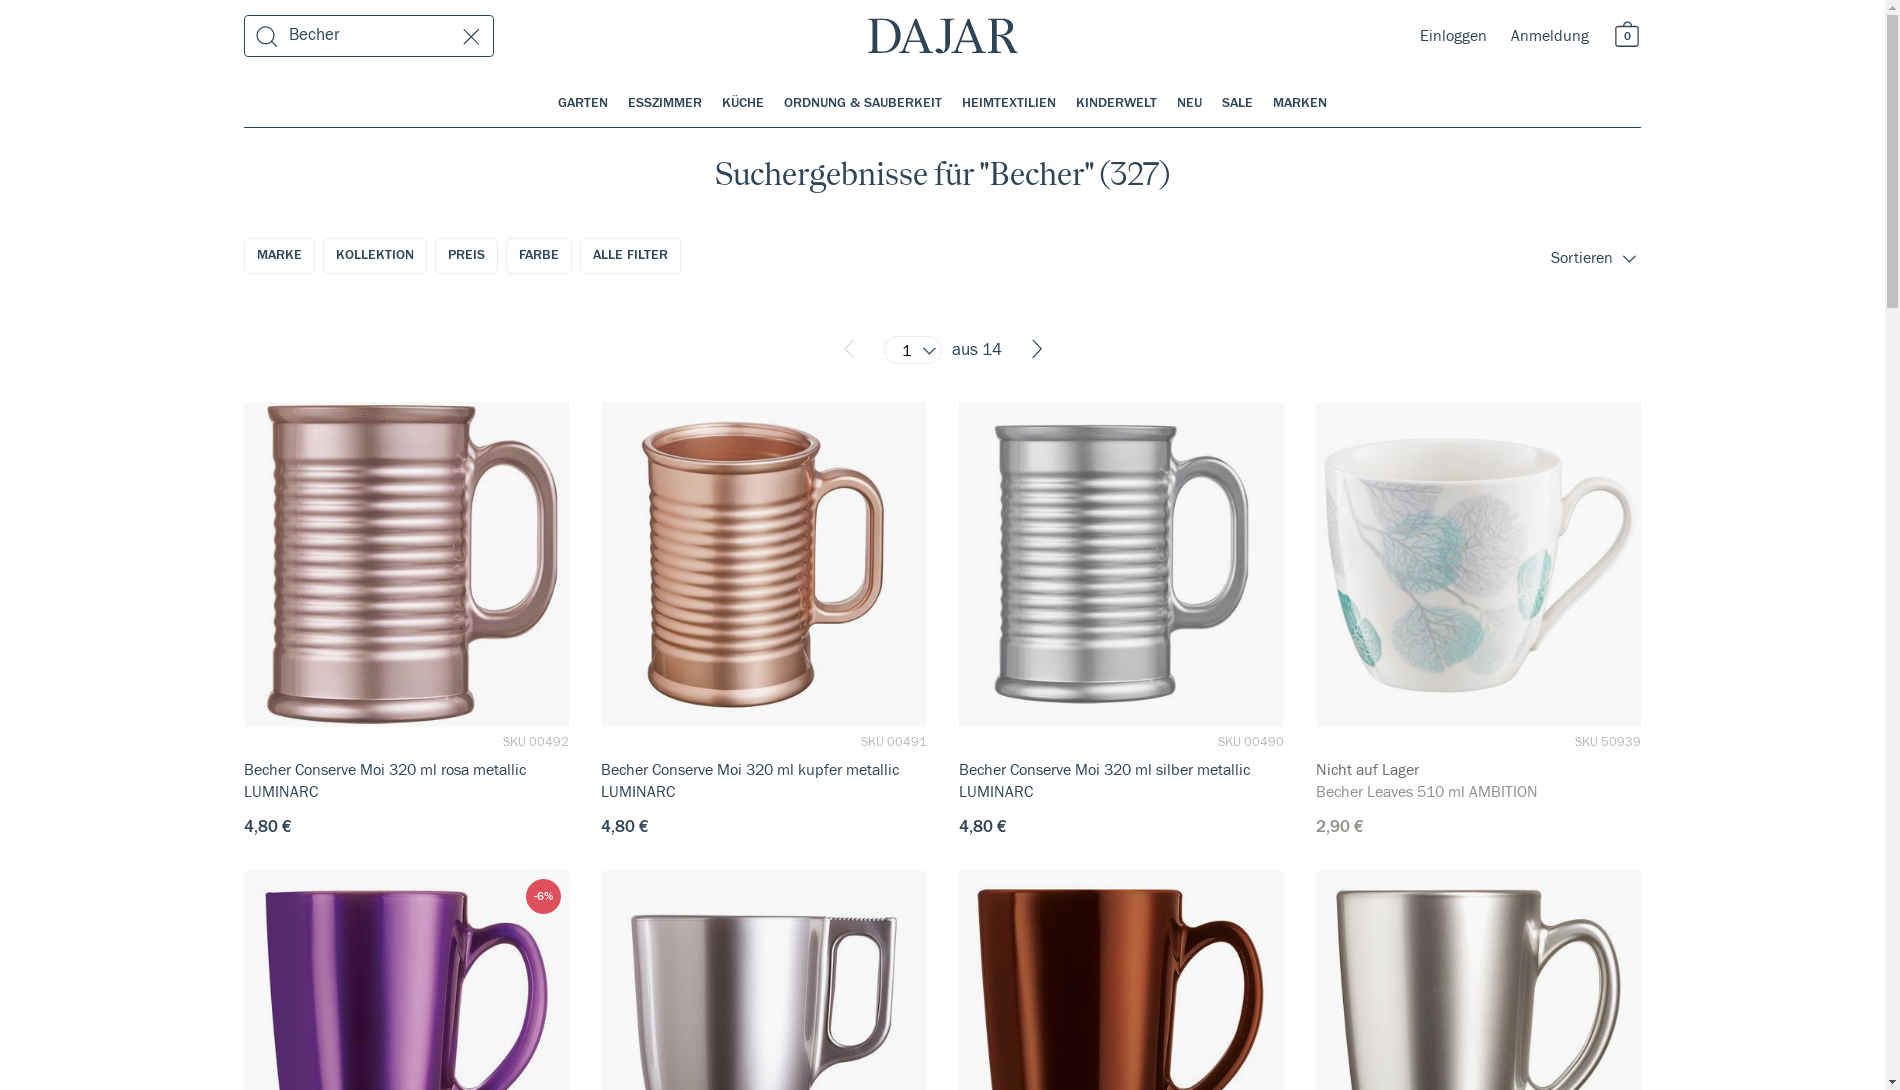 Becher
DAJAR
Einloggen Anmeldung 0
GARTEN ESSZIMMER KÜCHE ORDNUNG & SAUBERKEIT HEIMTEXTILIEN KINDERWELT NEU SALE MARKEN
Suchergebnisse für "Becher" (327)
MARKE KOLLEKTION PREIS FARBE ALLE FILTER
Sortieren
1 aus 14
SKU 00492
Becher Conserve Moi 320 ml rosa metallic
LUMINARC
4,80 €
SKU 00491
Becher Conserve Moi 320 ml kupfer metallic
LUMINARC
4,80 €
SKU 00490
Becher Conserve Moi 320 ml silber metallic
LUMINARC
4,80 €
SKU 50939
Nicht auf Lager
Becher Leaves 510 ml AMBITION
2,90 €
-6%